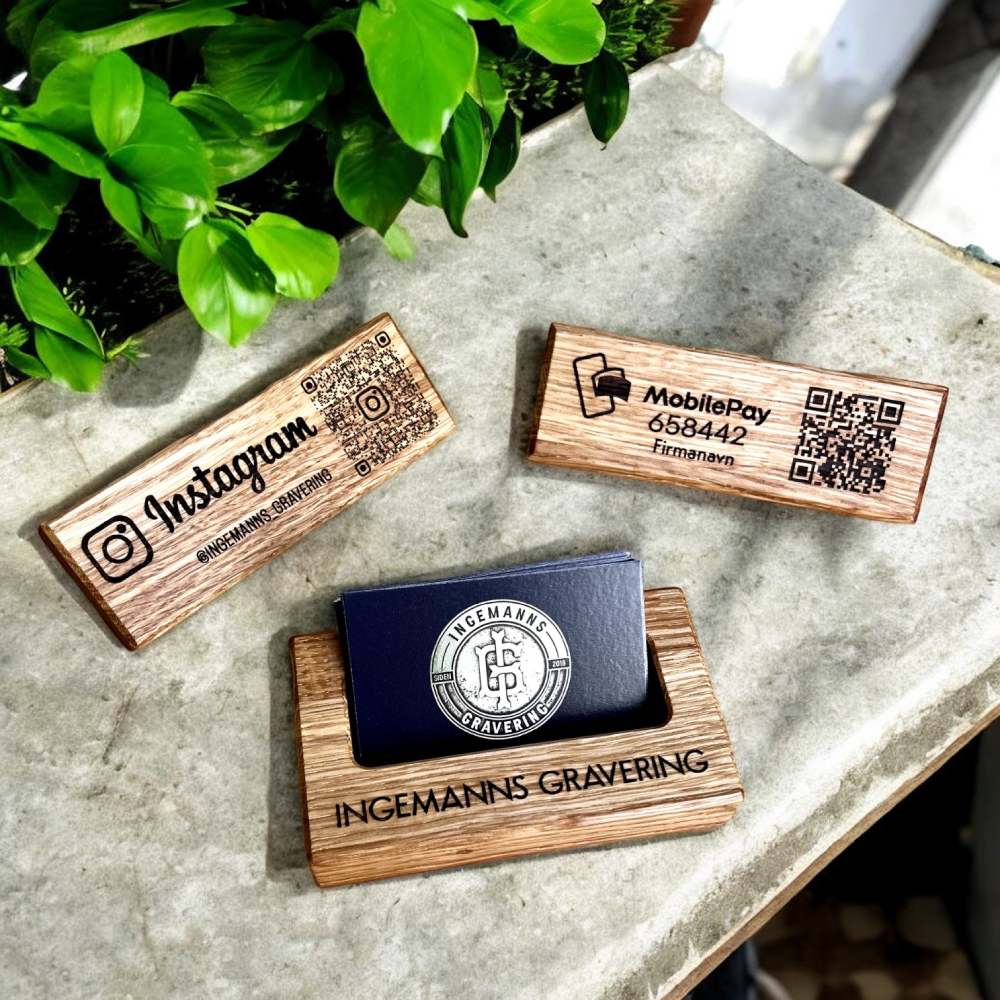 Instagram
@INGEMANNS_GRAVERING
MobilePay
658442
Firmanavn
INGEMANNS
SIDEN
2018
GRAVERING
INGEMANNS GRAVERING